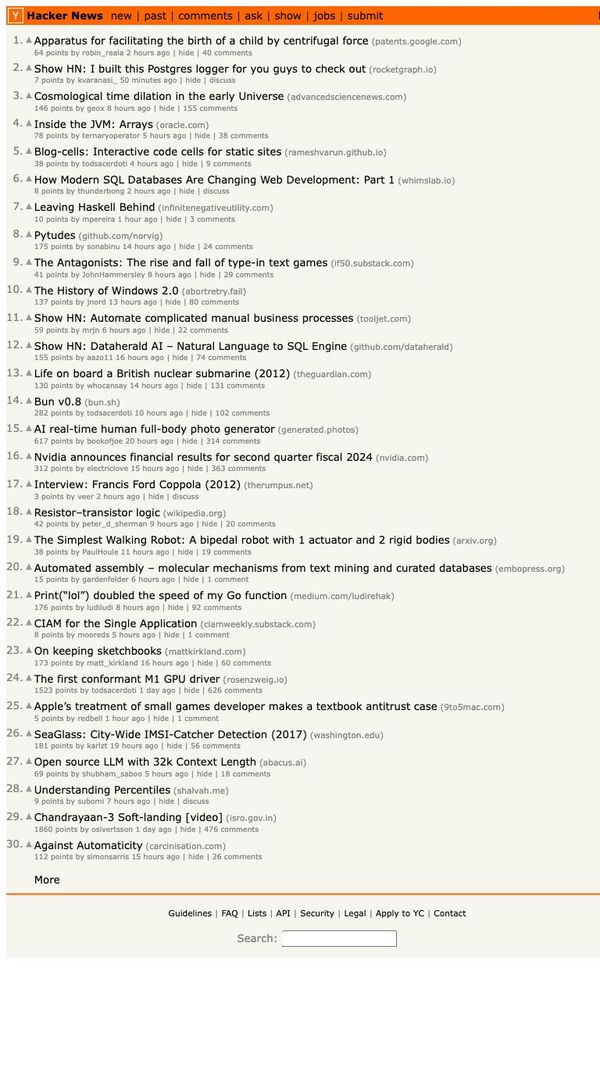 Y Hacker News new | past | comments | ask | show | jobs | submit
1. Apparatus for facilitating the birth of a child by centrifugal force (patents.google.com)
64 points by robin_reala 2 hours ago | hide | 40 comments
2. Show HN: I built this Postgres logger for you guys to check out (rocketgraph.io)
7 points by kvaranasi_ 50 minutes ago | hide | discuss
3. Cosmological time dilation in the early Universe (advancedsciencenews.com)
146 points by geox 8 hours ago | hide | 155 comments
4. Inside the JVM: Arrays (oracle.com)
78 points by ternaryoperator 5 hours ago | hide | 38 comments
5. Blog-cells: Interactive code cells for static sites (rameshvarun.github.io)
38 points by todsacerdoti 4 hours ago | hide | 9 comments
6. How Modern SQL Databases Are Changing Web Development: Part 1 (whimslab.io)
8 points by thunderbong 2 hours ago | hide | discuss
7. Leaving Haskell Behind (infinitenegativeutility.com)
10 points by mpereira 1 hour ago | hide | 3 comments
8. Pytudes (github.com/norvig)
175 points by sonabinu 14 hours ago | hide | 24 comments
9. The Antagonists: The rise and fall of type-in text games (if50.substack.com)
41 points by JohnHammersley 8 hours ago | hide | 29 comments
10. The History of Windows 2.0 (abortretry.fail)
137 points by jnord 13 hours ago | hide | 80 comments
11. Show HN: Automate complicated manual business processes (tooljet.com)
59 points by mrjn 6 hours ago | hide | 22 comments
12. Show HN: Dataherald AI – Natural Language to SQL Engine (github.com/dataherald)
155 points by aazo11 16 hours ago | hide | 74 comments
13. Life on board a British nuclear submarine (2012) (theguardian.com)
130 points by whocansay 14 hours ago | hide | 131 comments
14. Bun v0.8 (bun.sh)
282 points by todsacerdoti 10 hours ago | hide | 102 comments
15. AI real-time human full-body photo generator (generated.photos)
617 points by bookofjoe 20 hours ago | hide | 314 comments
16. Nvidia announces financial results for second quarter fiscal 2024 (nvidia.com)
312 points by electriclove 15 hours ago | hide | 363 comments
17. Interview: Francis Ford Coppola (2012) (therumpus.net)
3 points by veer 2 hours ago | hide | discuss
18. Resistor–transistor logic (wikipedia.org)
42 points by peter_d_sherman 9 hours ago | hide | 20 comments
19. The Simplest Walking Robot: A bipedal robot with 1 actuator and 2 rigid bodies (arxiv.org)
38 points by PaulHoule 11 hours ago | hide | 19 comments
20. Automated assembly – molecular mechanisms from text mining and curated databases (embopress.org)
15 points by gardenfelder 6 hours ago | hide | 1 comment
21. Print(“lol”) doubled the speed of my Go function (medium.com/ludirehak)
176 points by ludiludi 8 hours ago | hide | 92 comments
22. CIAM for the Single Application (ciamweekly.substack.com)
8 points by mooreds 5 hours ago | hide | 1 comment
23. On keeping sketchbooks (mattkirkland.com)
173 points by matt_kirkland 16 hours ago | hide | 60 comments
24. The first conformant M1 GPU driver (rosenzweig.io)
1523 points by todsacerdoti 1 day ago | hide | 626 comments
25. Apple’s treatment of small games developer makes a textbook antitrust case (9to5mac.com)
5 points by redbell 1 hour ago | hide | 1 comment
26. SeaGlass: City-Wide IMSI-Catcher Detection (2017) (washington.edu)
181 points by karlzt 19 hours ago | hide | 56 comments
27. Open source LLM with 32k Context Length (abacus.ai)
69 points by shubham_saboo 5 hours ago | hide | 18 comments
28. Understanding Percentiles (shalvah.me)
9 points by subomi 7 hours ago | hide | discuss
29. Chandrayaan-3 Soft-landing [video] (isro.gov.in)
1860 points by osivertsson 1 day ago | hide | 476 comments
30. Against Automaticity (carcinisation.com)
112 points by simonsarris 15 hours ago | hide | 26 comments
More
Guidelines | FAQ | Lists | API | Security | Legal | Apply to YC | Contact
Search: